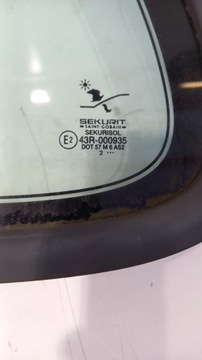 SEKURIT
SAINT-GOBAIN
SEKURISOL
E2 43R-000935
DOT 57 M 6 AS2
2 ...